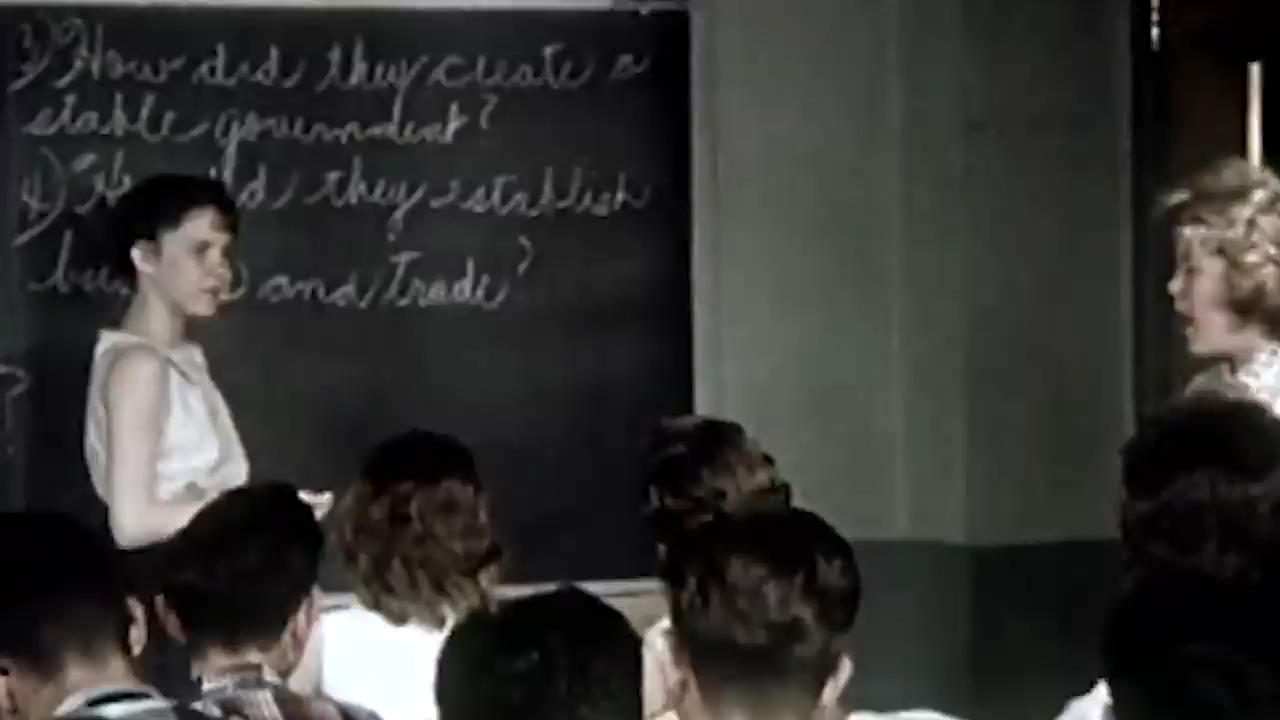 3) How did they create a
stable government?
4) they establish
and trade?
?